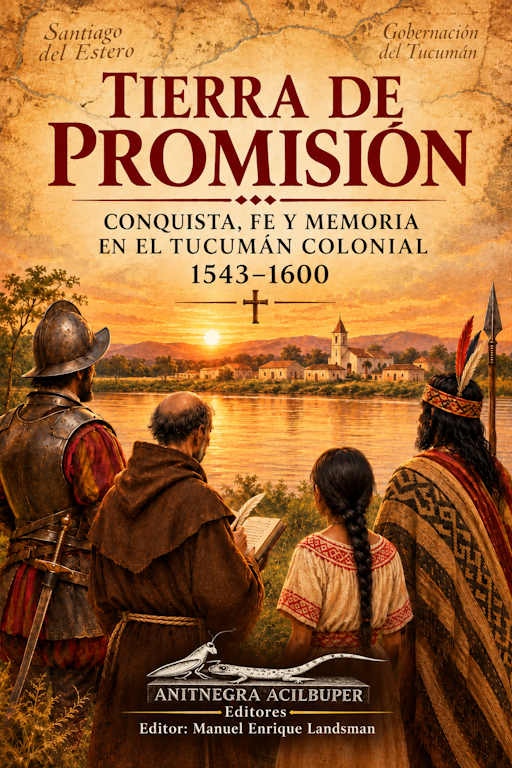 Santiago
del Estero
Gobernación
del Tucumán
TIERRA DE
PROMISIÓN
CONQUISTA, FE Y MEMORIA
EN EL TUCUMÁN COLONIAL
1543–1600
ANITNEGRA ACILBUPER
Editores
Editor: Manuel Enrique Landsman